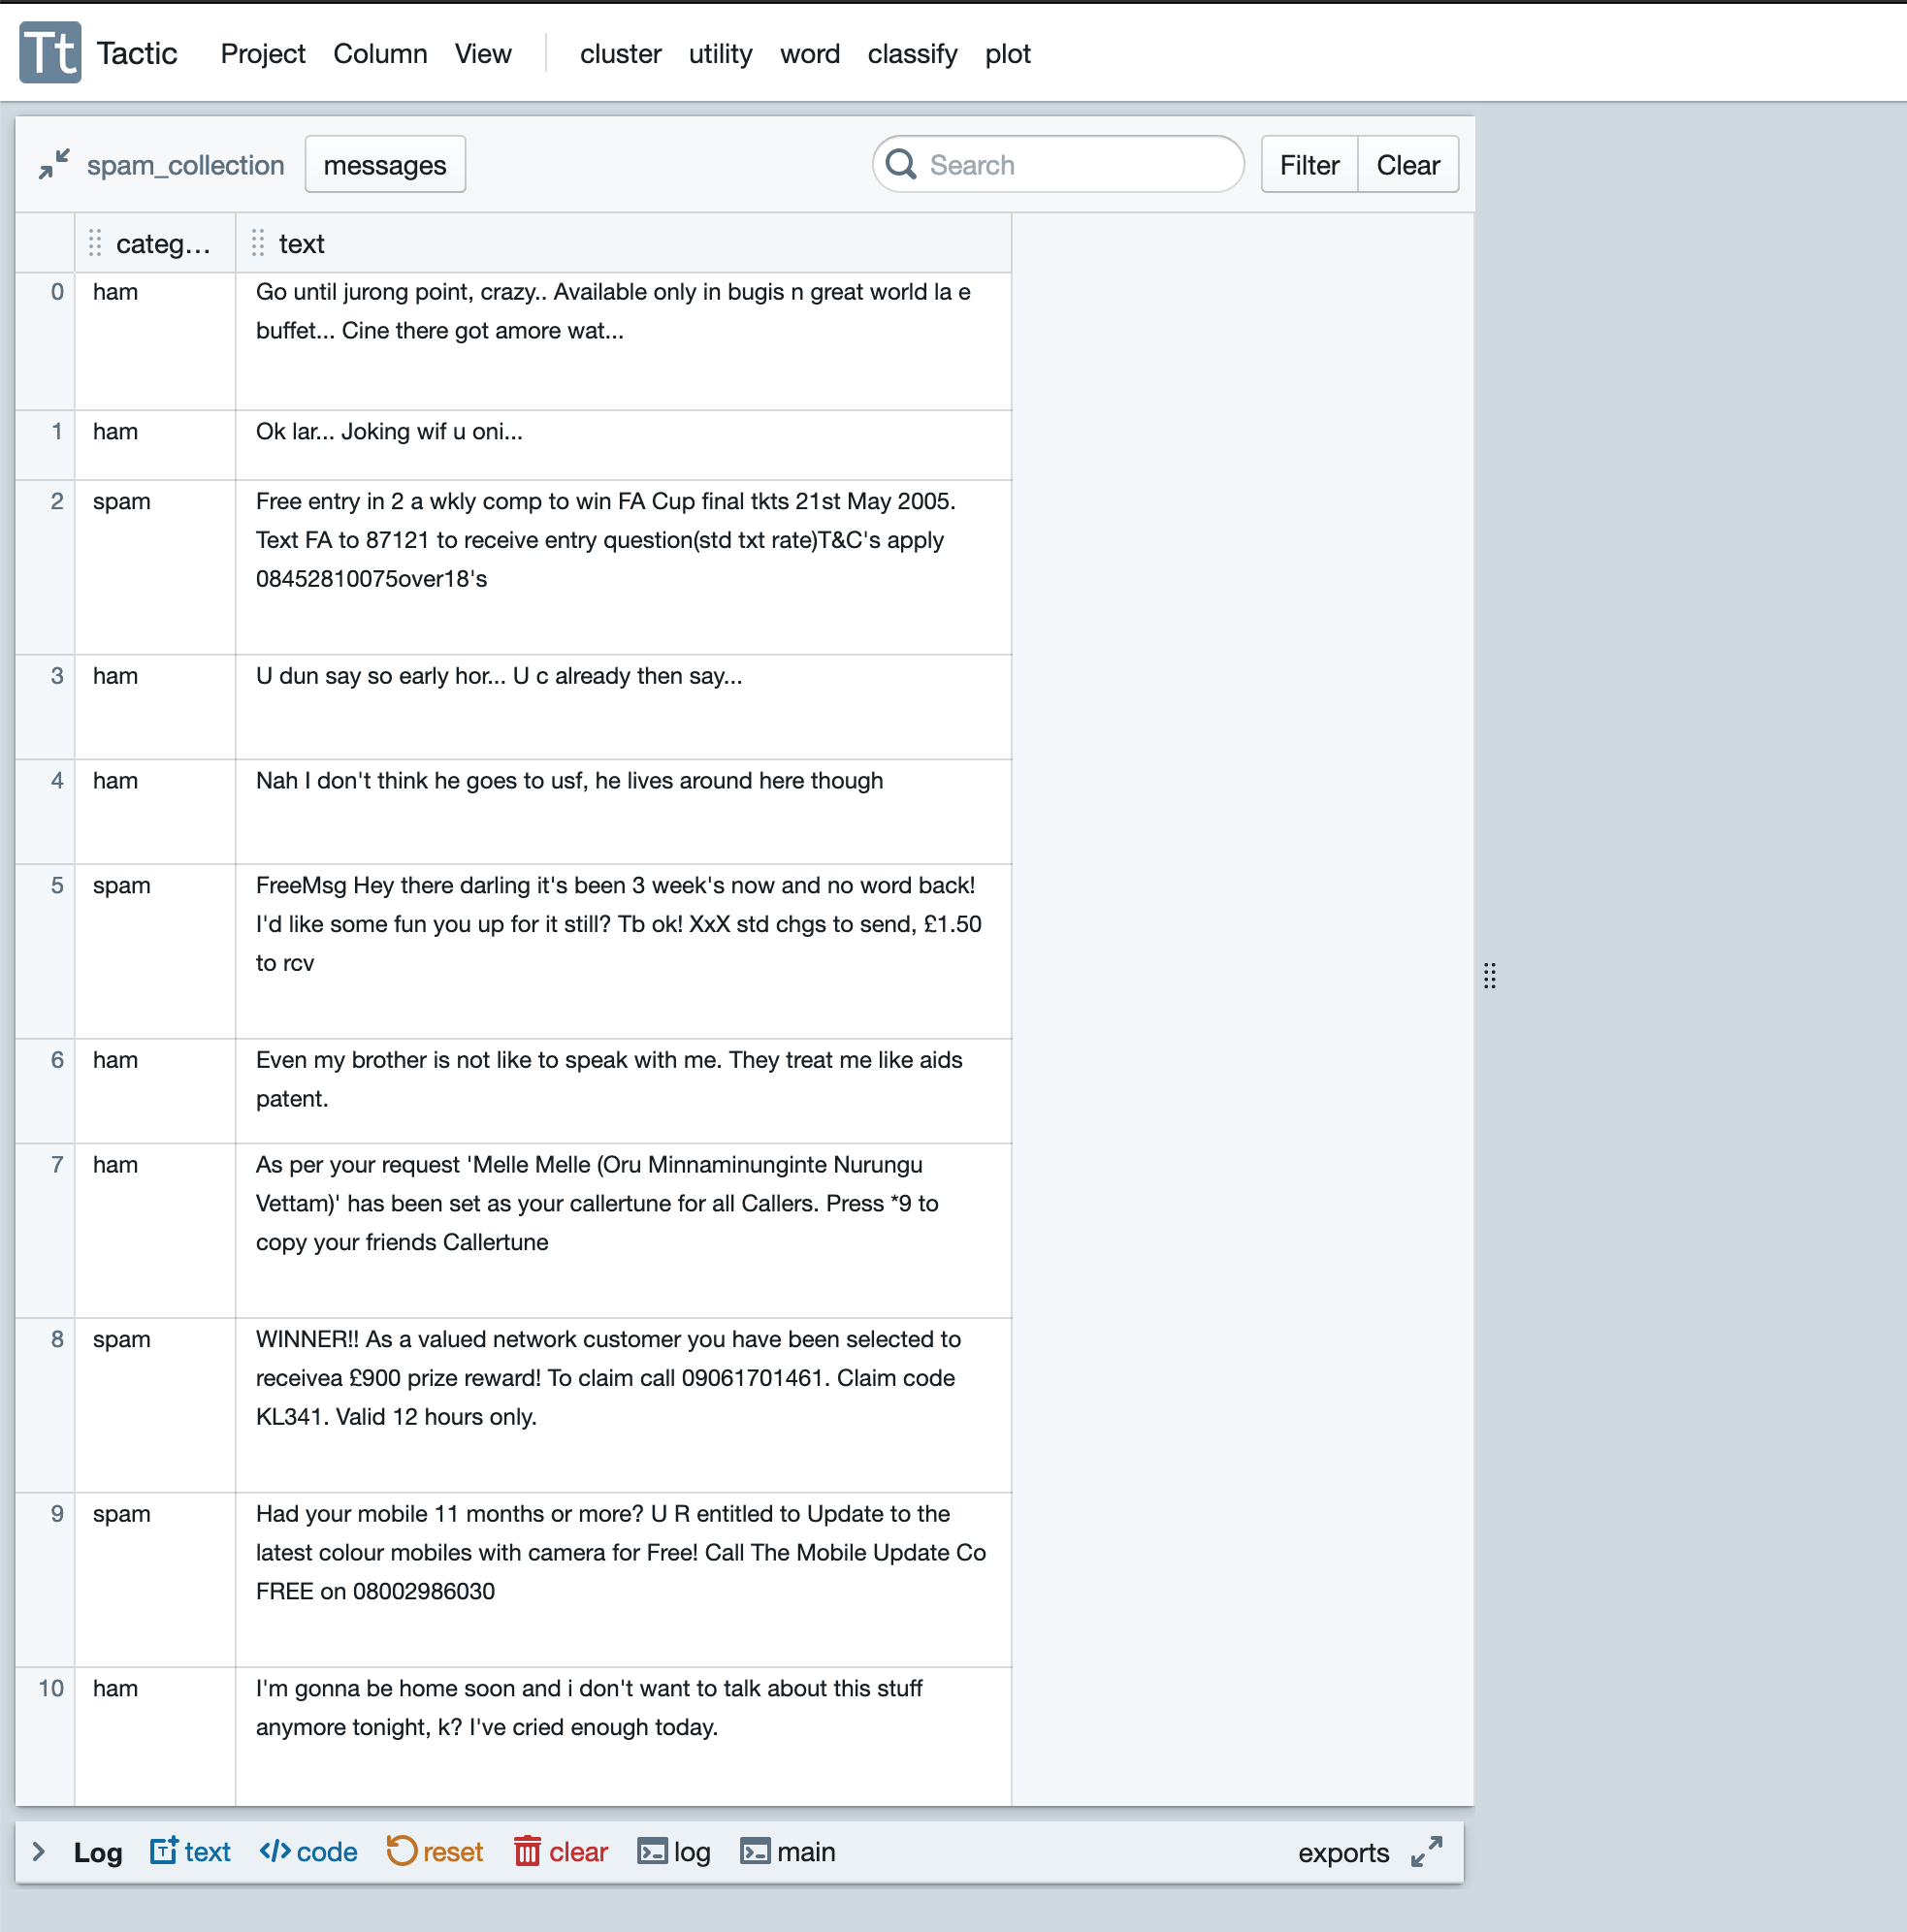 Tt Tactic Project Column View cluster utility word classify plot
spam_collection messages Search Filter Clear
categ... text
0 ham Go until jurong point, crazy.. Available only in bugis n great world la e
buffet... Cine there got amore wat...
1 ham Ok lar... Joking wif u oni...
2 spam Free entry in 2 a wkly comp to win FA Cup final tkts 21st May 2005.
Text FA to 87121 to receive entry question(std txt rate)T&C's apply
08452810075over18's
3 ham U dun say so early hor... U c already then say...
4 ham Nah I don't think he goes to usf, he lives around here though
5 spam FreeMsg Hey there darling it's been 3 week's now and no word back!
I'd like some fun you up for it still? Tb ok! XxX std chgs to send, £1.50
to rcv
6 ham Even my brother is not like to speak with me. They treat me like aids
patent.
7 ham As per your request 'Melle Melle (Oru Minnaminunginte Nurungu
Vettam)' has been set as your callertune for all Callers. Press *9 to
copy your friends Callertune
8 spam WINNER!! As a valued network customer you have been selected to
receivea £900 prize reward! To claim call 09061701461. Claim code
KL341. Valid 12 hours only.
9 spam Had your mobile 11 months or more? U R entitled to Update to the
latest colour mobiles with camera for Free! Call The Mobile Update Co
FREE on 08002986030
10 ham I'm gonna be home soon and i don't want to talk about this stuff
anymore tonight, k? I've cried enough today.
Log text code reset clear log main exports